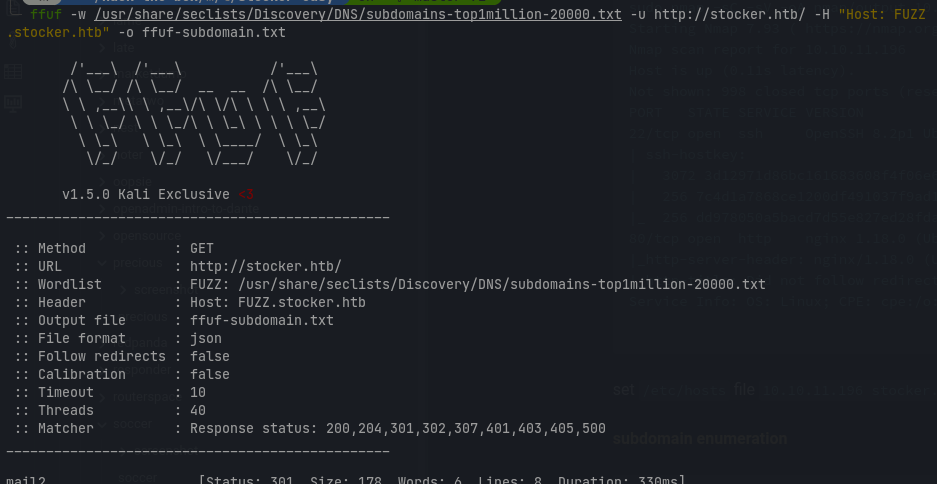 ffuf -w /usr/share/seclists/Discovery/DNS/subdomains-top1million-20000.txt -u http://stocker.htb/ -H "Host: FUZZ
.stocker.htb" -o ffuf-subdomain.txt
v1.5.0 Kali Exclusive <3
:: Method : GET
:: URL : http://stocker.htb/
:: Wordlist : FUZZ: /usr/share/seclists/Discovery/DNS/subdomains-top1million-20000.txt
:: Header : Host: FUZZ.stocker.htb
:: Output file : ffuf-subdomain.txt
:: File format : json
:: Follow redirects : false
:: Calibration : false
:: Timeout : 10
:: Threads : 40
:: Matcher : Response status: 200,204,301,302,307,401,403,405,500
set file
subdomain enumeration
mail2 [Status: 301, Size: 178, Words: 6, Lines: 8, Duration: 330ms]